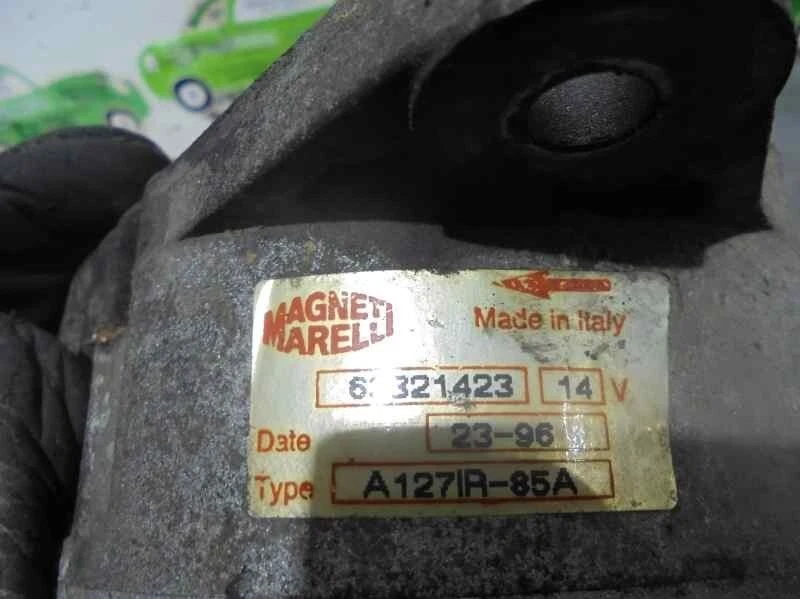 MAGNETI
MARELLI
Made in Italy
14 V
Date 23-96
Type A127IR-85A